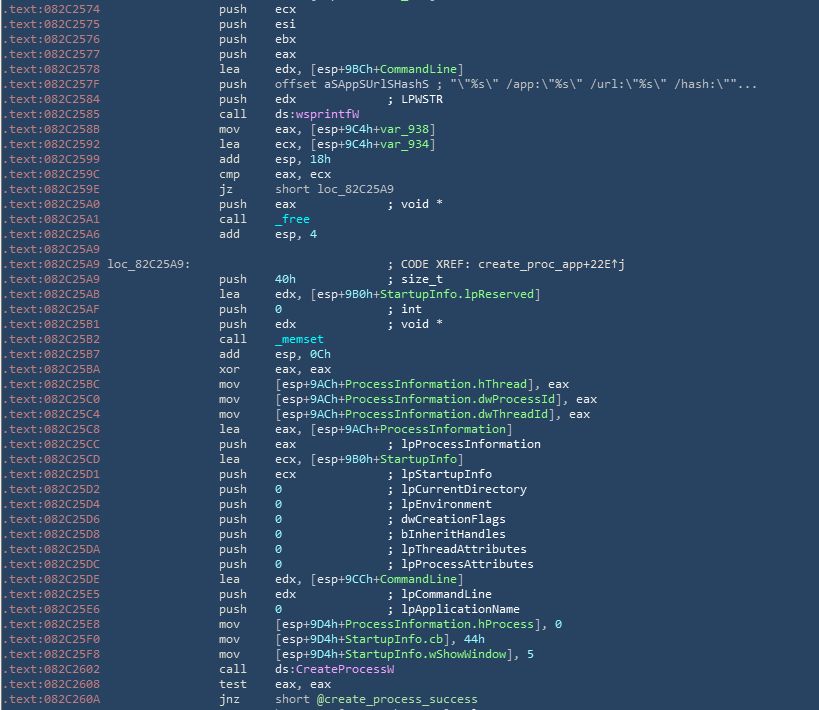 .text:082C2574 push ecx
.text:082C2575 push esi
.text:082C2576 push ebx
.text:082C2577 push eax
.text:082C2578 lea edx, [esp+9BCh+CommandLine]
.text:082C257F push offset aSAppSUrlSHashS ; "\"%s\" /app:\"%s\" /url:\"%s\" /hash:\""...
.text:082C2584 push edx ; LPWSTR
.text:082C2585 call ds:wsprintfW
.text:082C258B mov eax, [esp+9C4h+var_938]
.text:082C2592 lea ecx, [esp+9C4h+var_934]
.text:082C2599 add esp, 18h
.text:082C259C cmp eax, ecx
.text:082C259E jz short loc_82C25A9
.text:082C25A0 push eax ; void *
.text:082C25A1 call _free
.text:082C25A6 add esp, 4
.text:082C25A9
.text:082C25A9 loc_82C25A9: ; CODE XREF: create_proc_app+22E↑j
.text:082C25A9 push 40h ; size_t
.text:082C25AB lea edx, [esp+9B0h+StartupInfo.lpReserved]
.text:082C25AF push 0 ; int
.text:082C25B1 push edx ; void *
.text:082C25B2 call _memset
.text:082C25B7 add esp, 0Ch
.text:082C25BA xor eax, eax
.text:082C25BC mov [esp+9ACh+ProcessInformation.hThread], eax
.text:082C25C0 mov [esp+9ACh+ProcessInformation.dwProcessId], eax
.text:082C25C4 mov [esp+9ACh+ProcessInformation.dwThreadId], eax
.text:082C25C8 lea eax, [esp+9ACh+ProcessInformation]
.text:082C25CC push eax ; lpProcessInformation
.text:082C25CD lea ecx, [esp+9B0h+StartupInfo]
.text:082C25D1 push ecx ; lpStartupInfo
.text:082C25D2 push 0 ; lpCurrentDirectory
.text:082C25D4 push 0 ; lpEnvironment
.text:082C25D6 push 0 ; dwCreationFlags
.text:082C25D8 push 0 ; bInheritHandles
.text:082C25DA push 0 ; lpThreadAttributes
.text:082C25DC push 0 ; lpProcessAttributes
.text:082C25DE lea edx, [esp+9CCh+CommandLine]
.text:082C25E5 push edx ; lpCommandLine
.text:082C25E6 push 0 ; lpApplicationName
.text:082C25E8 mov [esp+9D4h+ProcessInformation.hProcess], 0
.text:082C25F0 mov [esp+9D4h+StartupInfo.cb], 44h
.text:082C25F8 mov [esp+9D4h+StartupInfo.wShowWindow], 5
.text:082C2602 call ds:CreateProcessW
.text:082C2608 test eax, eax
.text:082C260A jnz short @create_process_success